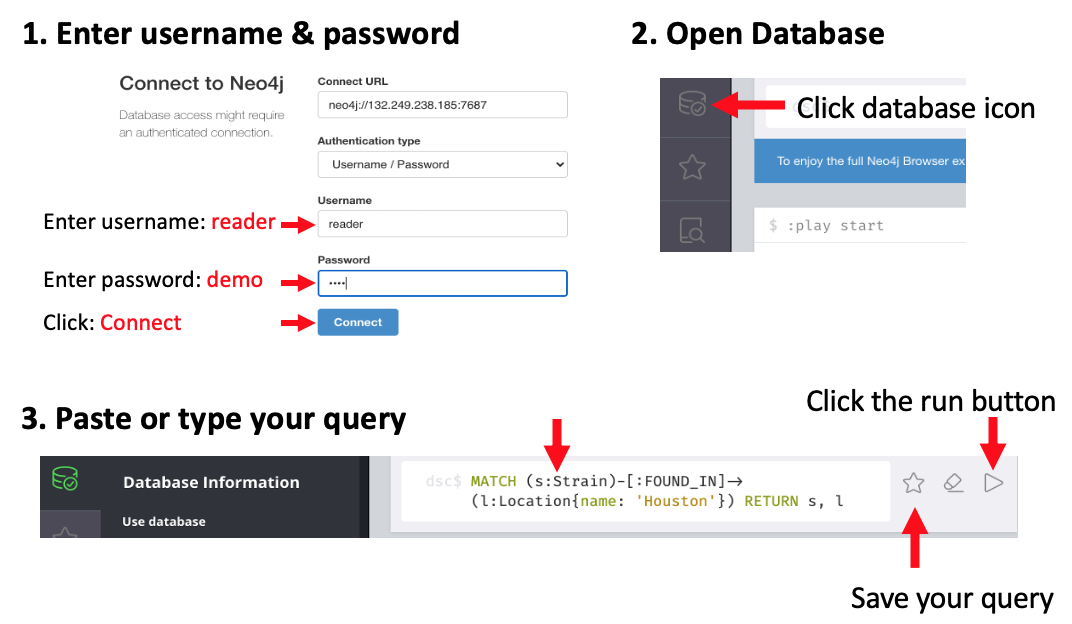 1. Enter username & password
Connect to Neo4j
Database access might require
an authenticated connection.
Connect URL
neo4j://132.249.238.185:7687
Authentication type
Username / Password
Username
Enter username: reader
reader
Password
Enter password: demo
••••
Click: Connect
Connect
2. Open Database
Click database icon
To enjoy the full Neo4j Browser ex
$ :play start
3. Paste or type your query
Click the run button
Database Information
Use database
dsc$ MATCH (s:Strain)-[:FOUND_IN]→
(l:Location{name: 'Houston'}) RETURN s, l
Save your query